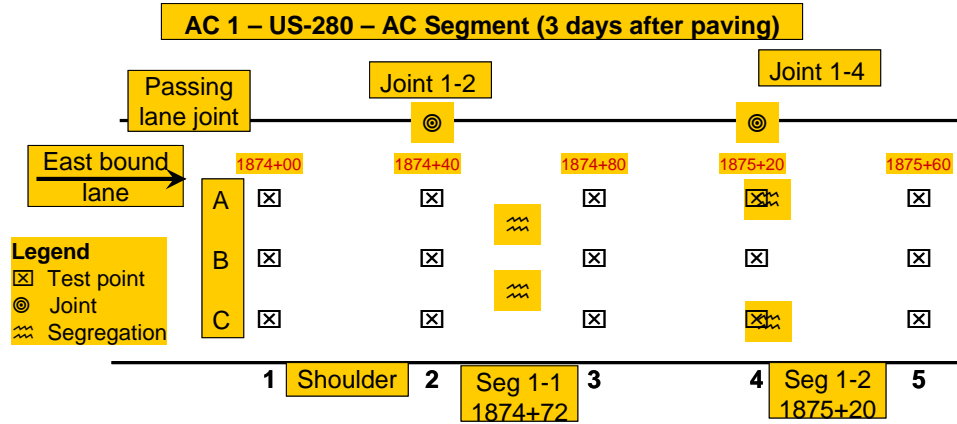 AC 1 – US-280 – AC Segment (3 days after paving)
Passing
lane joint
Joint 1-2
Joint 1-4
East bound
lane
1874+00
1874+40
1874+80
1875+20
1875+60
A
B
C
Legend
Test point
Joint
Segregation
1
Shoulder
2
Seg 1-1
1874+72
3
4
Seg 1-2
1875+20
5